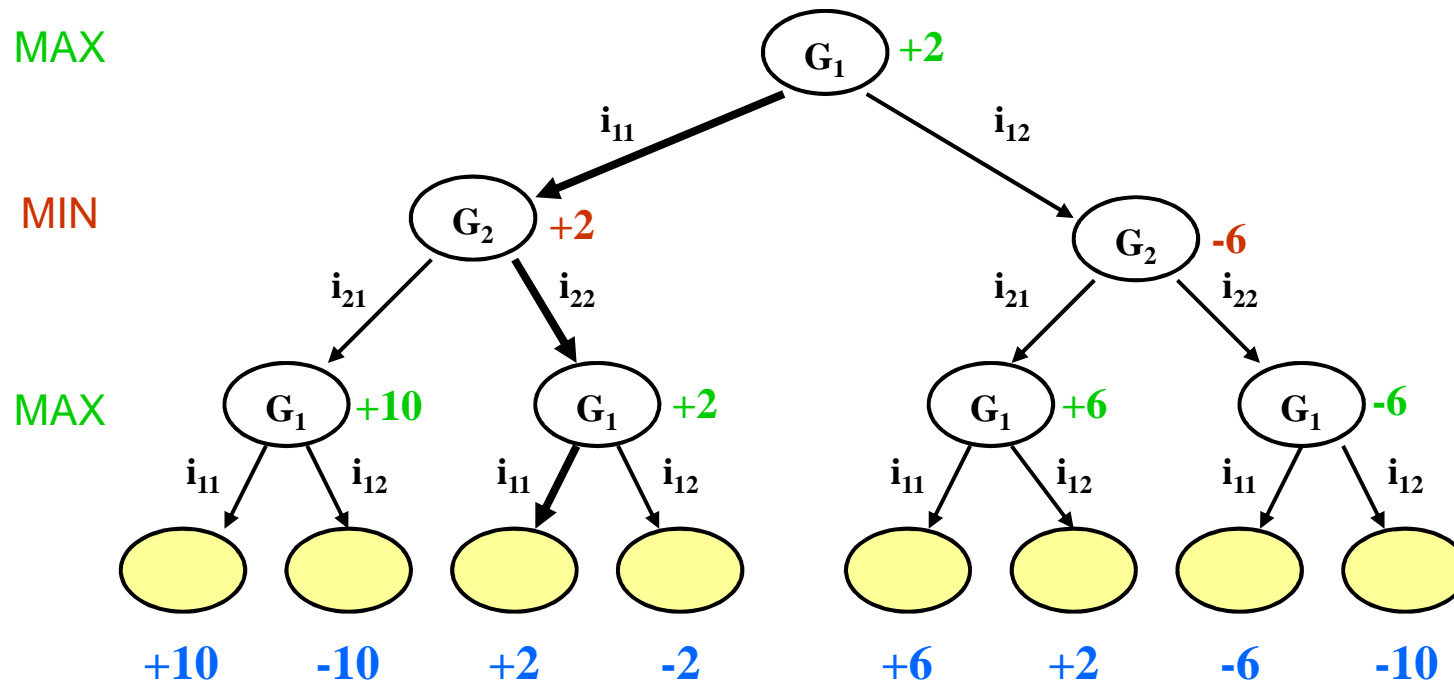 MAX G₁ +2
i₁₁ i₁₂
MIN G₂ +2 G₂ -6
i₂₁ i₂₂ i₂₁ i₂₂
MAX G₁ +10 G₁ +2 G₁ +6 G₁ -6
i₁₁ i₁₂ i₁₁ i₁₂ i₁₁ i₁₂ i₁₁ i₁₂
+10 -10 +2 -2 +6 +2 -6 -10